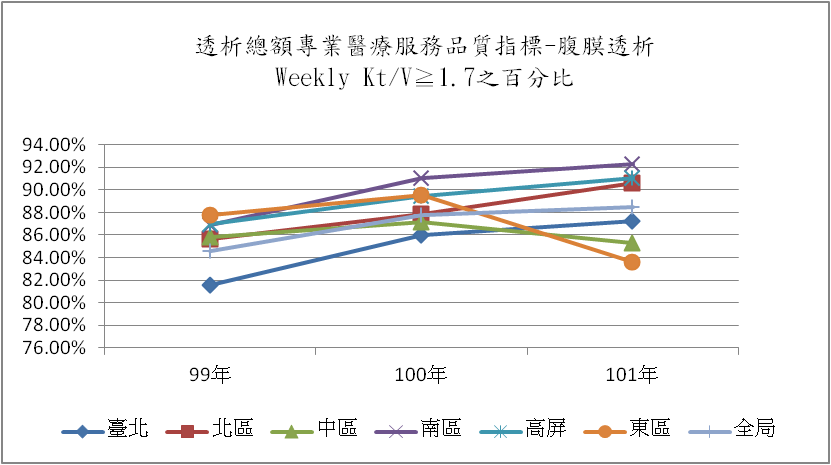 透析總額專業醫療服務品質指標-腹膜透析
Weekly Kt/V≧1.7之百分比
94.00%
92.00%
90.00%
88.00%
86.00%
84.00%
82.00%
80.00%
78.00%
76.00%
99年 100年 101年
臺北 北區 中區 南區 高屏 東區 全局